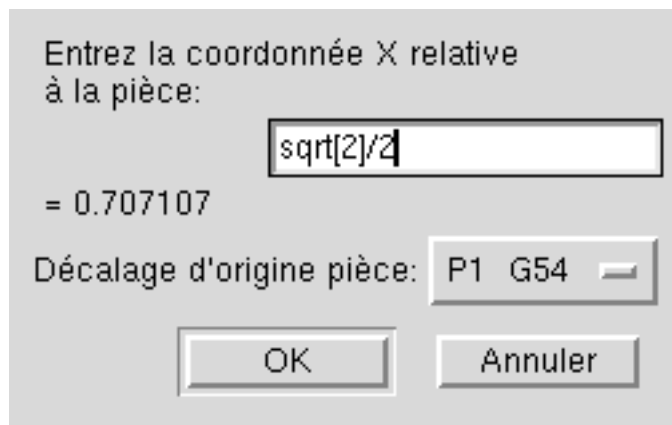 Entrez la coordonnée X relative
à la pièce:
sqrt[2]/2
= 0.707107
Décalage d'origine pièce: P1 G54
OK Annuler